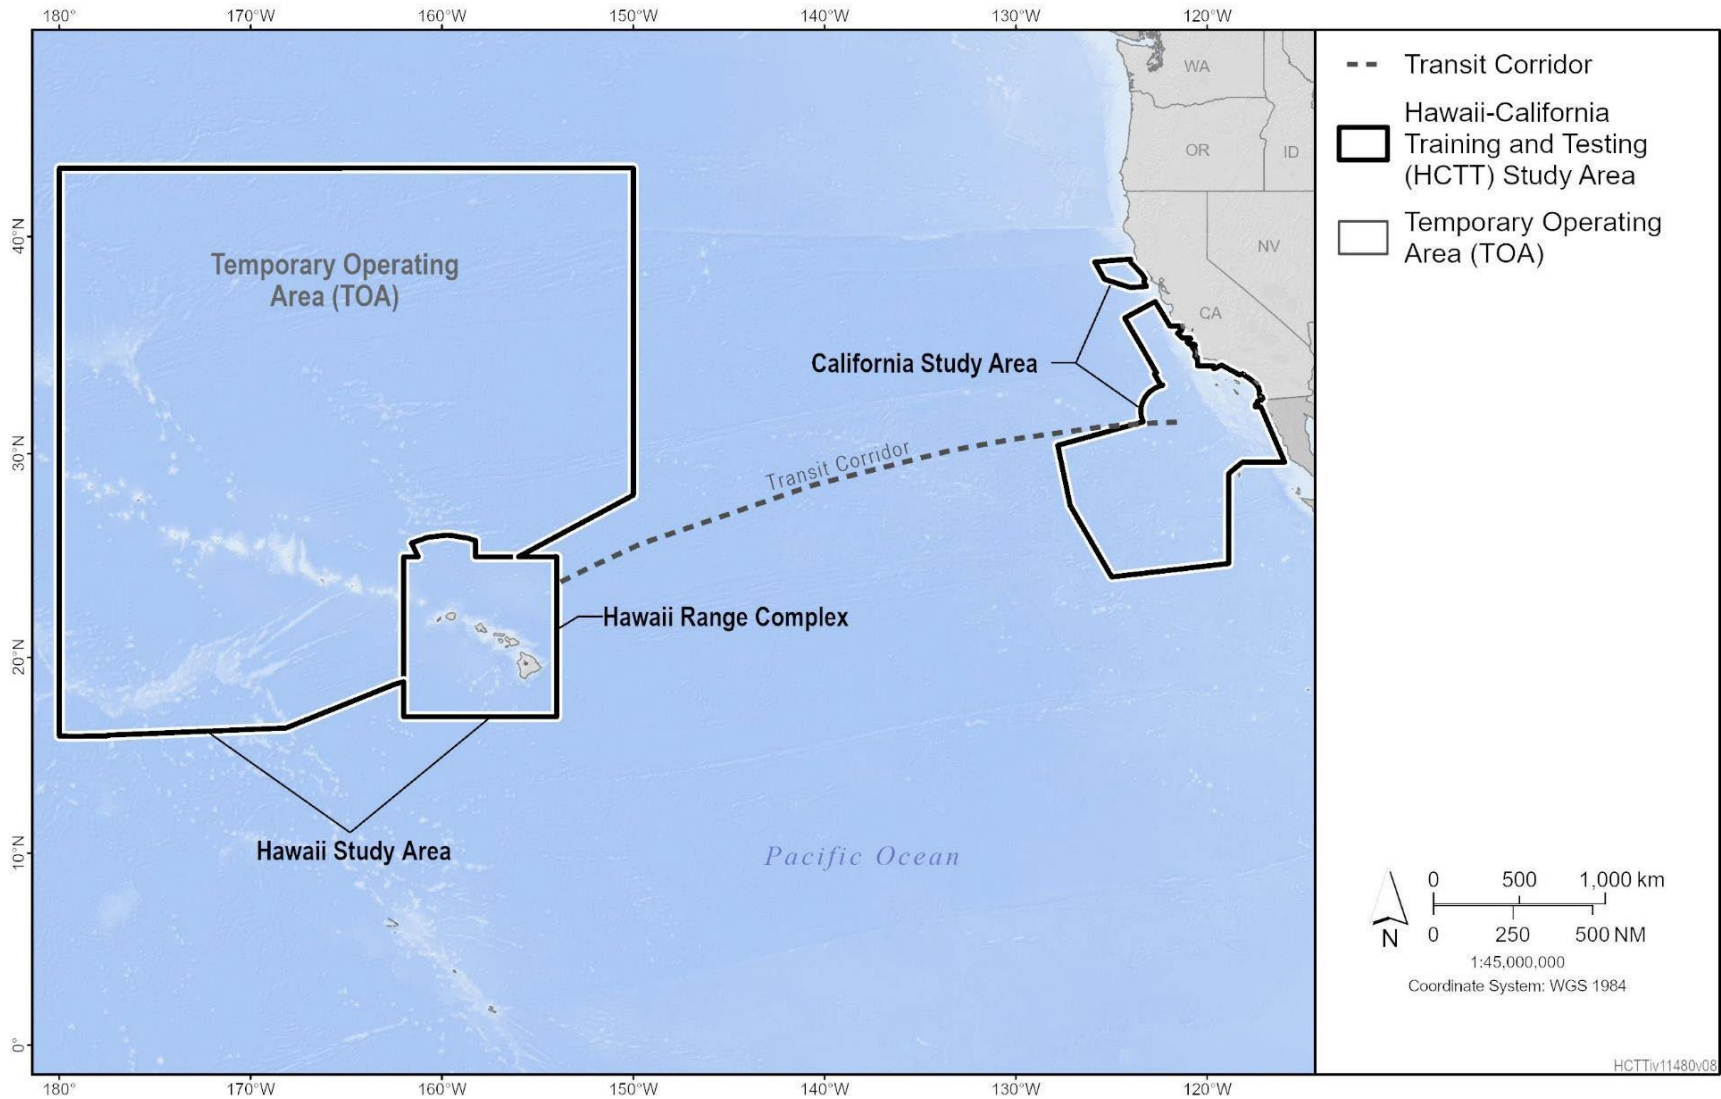 180°
170°W
160°W
150°W
140°W
130°W
120°W
Transit Corridor
Hawaii-California
Training and Testing
(HCTT) Study Area
Temporary Operating
Area (TOA)
WA
OR
ID
NV
CA
40°N
30°N
20°N
10°N
0°
Temporary Operating
Area (TOA)
California Study Area
Transit Corridor
Hawaii Range Complex
Hawaii Study Area
Pacific Ocean
0 500 1,000 km
N
0 250 500 NM
1:45,000,000
Coordinate System: WGS 1984
HCTTiv11480v08
180°
170°W
160°W
150°W
140°W
130°W
120°W